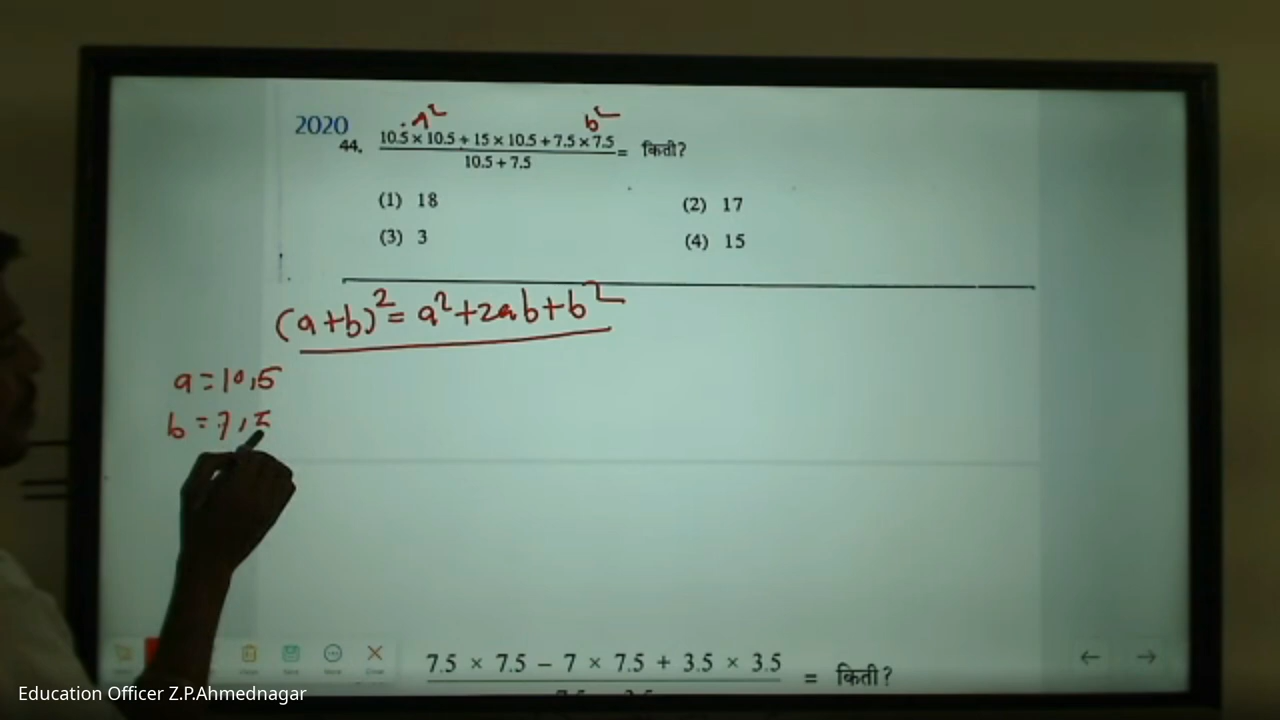 2020
a² b²
44. 10.5 × 10.5 + 15 × 10.5 + 7.5 × 7.5
10.5 + 7.5
= किती?
(1) 18 (2) 17
(3) 3 (4) 15
(a+b)² = a²+2ab+b²
a = 10.5
b = 7.5
7.5 × 7.5 − 7 × 7.5 + 3.5 × 3.5
= किती?
Education Officer Z.P.Ahmednagar